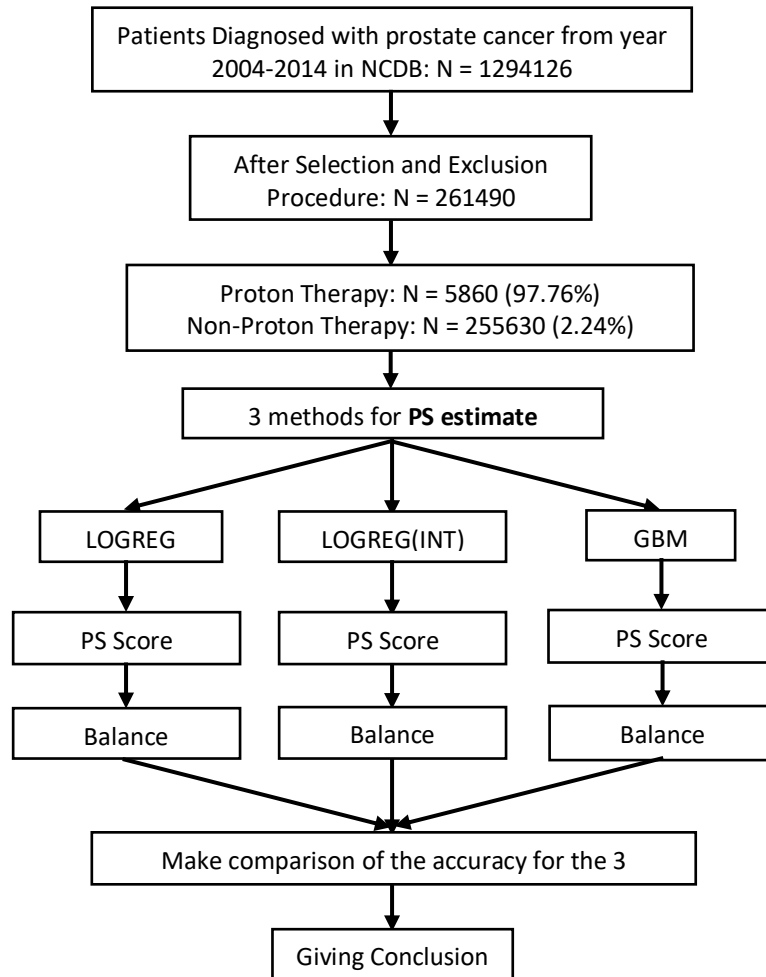 Patients Diagnosed with prostate cancer from year
2004-2014 in NCDB: N = 1294126
After Selection and Exclusion
Procedure: N = 261490
Proton Therapy: N = 5860 (97.76%)
Non-Proton Therapy: N = 255630 (2.24%)
3 methods for PS estimate
LOGREG
LOGREG(INT)
GBM
PS Score
PS Score
PS Score
Balance
Balance
Balance
Make comparison of the accuracy for the 3
Giving Conclusion